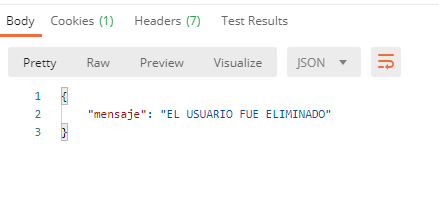 Body Cookies (1) Headers (7) Test Results
Pretty Raw Preview Visualize JSON
1 {
2 "mensaje": "EL USUARIO FUE ELIMINADO"
3 }